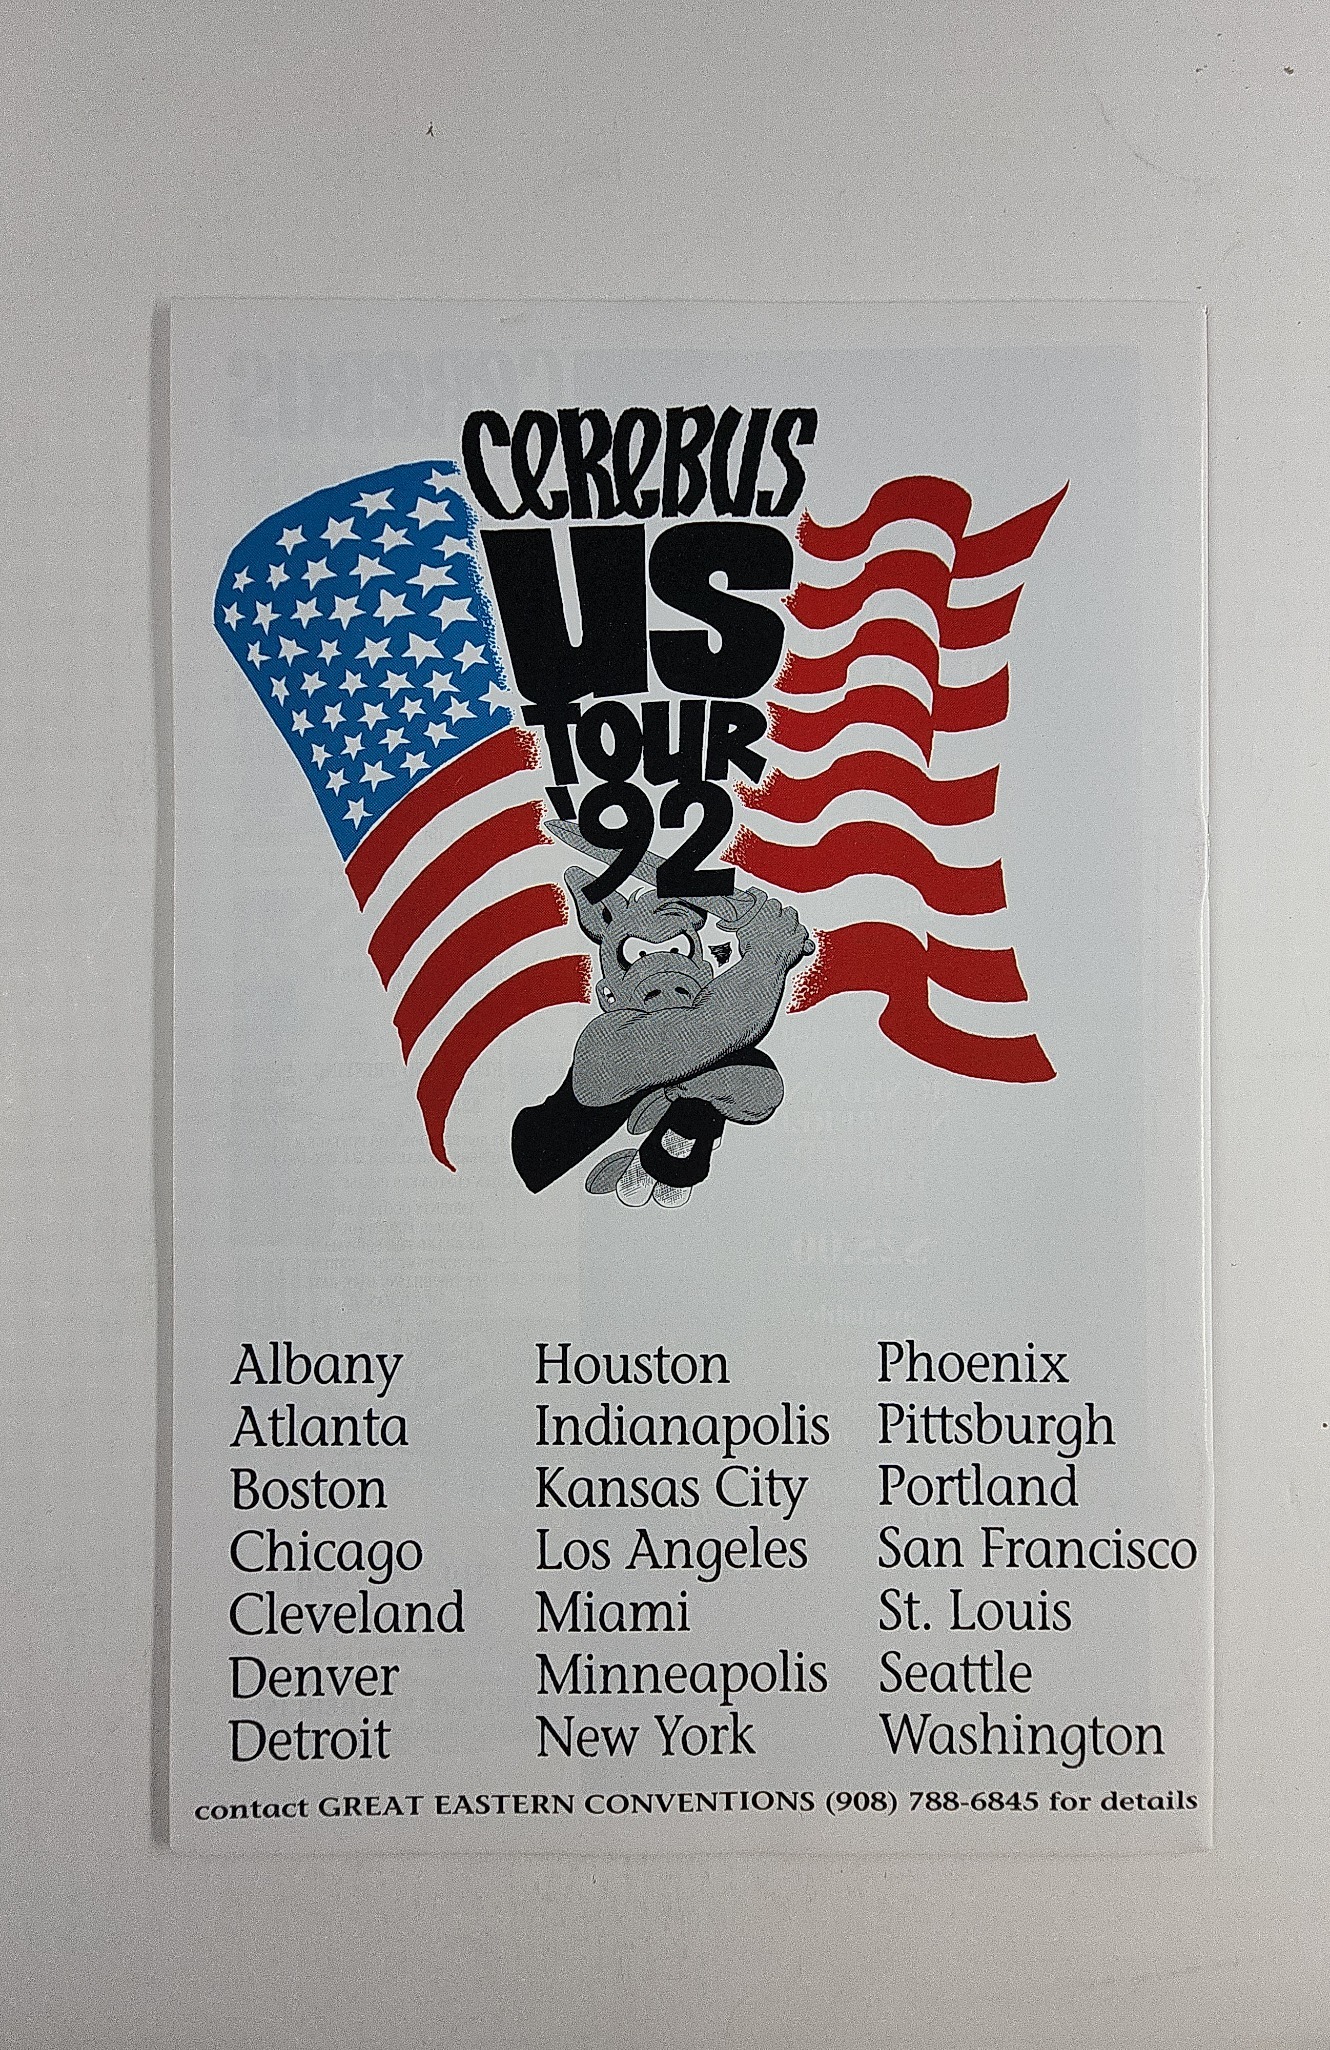 CEREBUS
US
TOUR
'92
Albany
Atlanta
Boston
Chicago
Cleveland
Denver
Detroit
Houston
Indianapolis
Kansas City
Los Angeles
Miami
Minneapolis
New York
Phoenix
Pittsburgh
Portland
San Francisco
St. Louis
Seattle
Washington
contact GREAT EASTERN CONVENTIONS (908) 788-6845 for details